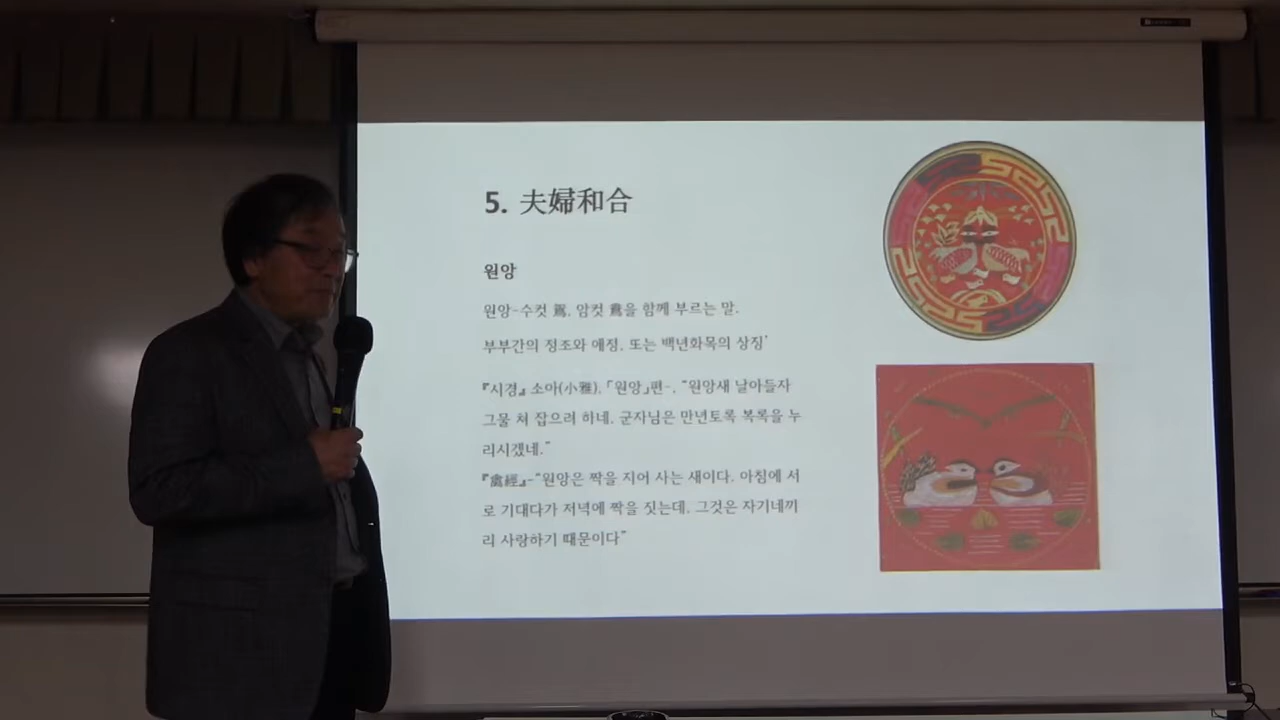 5. 夫婦和合
원앙
원앙-수컷 鴛, 암컷 鴦을 함께 부르는 말.
부부간의 정조와 애정, 또는 백년화목의 상징'
『시경』 소아(小雅), 「원앙」편-, "원앙새 날아들자
그물 쳐 잡으려 하네. 군자님은 만년토록 복록을 누
리시겠네."
『禽經』-"원앙은 짝을 지어 사는 새이다. 아침에 서
로 기대다가 저녁에 짝을 짓는데, 그것은 자기네끼
리 사랑하기 때문이다"